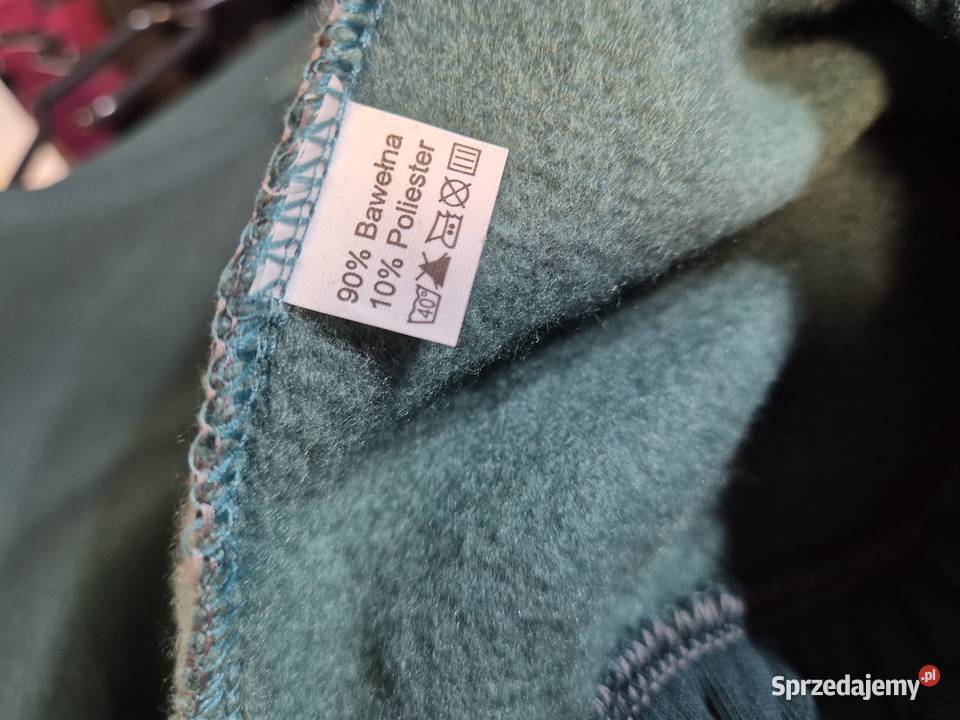 90% Bawełna
10% Poliester
40°
Sprzedajemy.pl